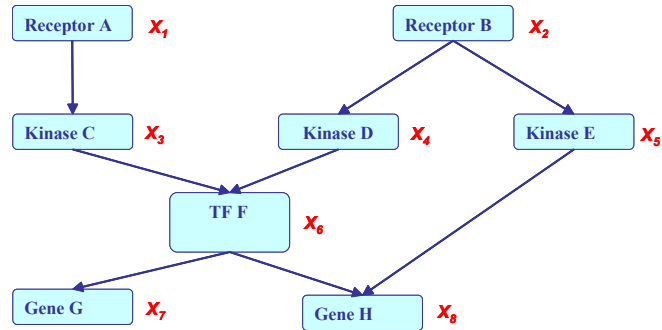 Receptor A X1
Receptor B X2
Kinase C X3
Kinase D X4
Kinase E X5
TF F X6
Gene G X7
Gene H X8